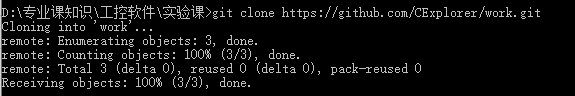 D:\专业课知识\工控软件\实验课>git clone https://github.com/CExplorer/work.git
Cloning into 'work'...
remote: Enumerating objects: 3, done.
remote: Counting objects: 100% (3/3), done.
remote: Total 3 (delta 0), reused 0 (delta 0), pack-reused 0
Receiving objects: 100% (3/3), done.